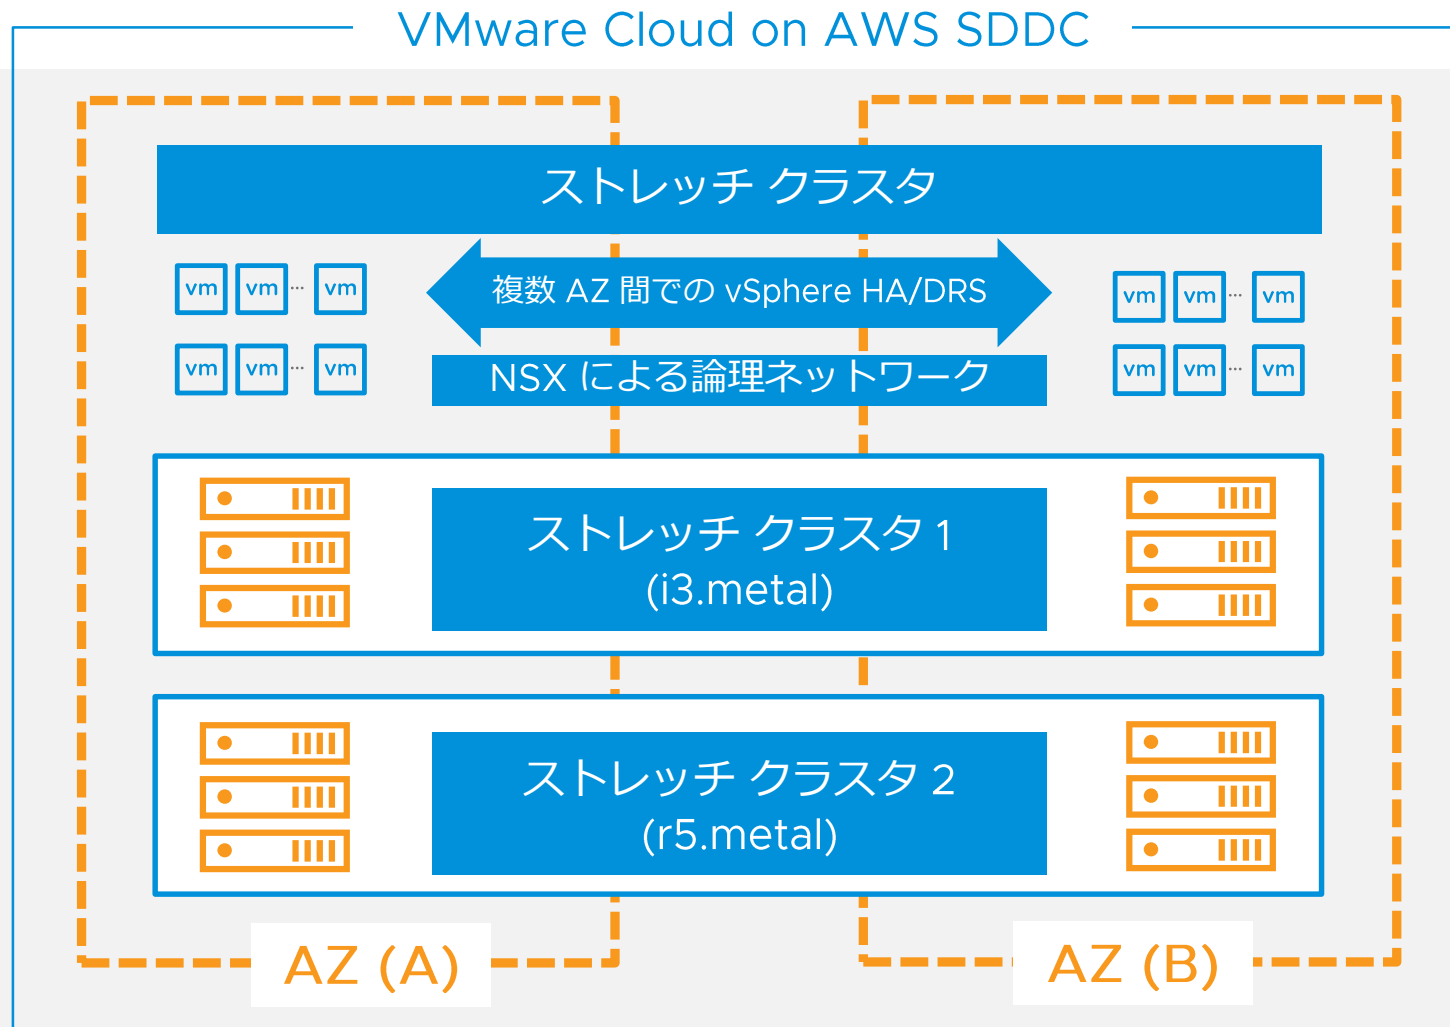 VMware Cloud on AWS SDDC
ストレッチ クラスタ
vm vm ... vm
複数 AZ 間での vSphere HA/DRS
vm vm ... vm
vm vm ... vm
NSX による論理ネットワーク
vm vm ... vm
ストレッチ クラスタ 1
(i3.metal)
ストレッチ クラスタ 2
(r5.metal)
AZ (A)
AZ (B)